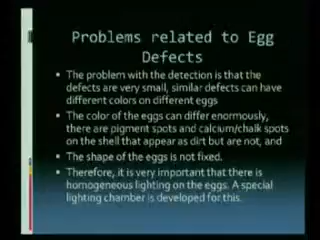 Problems related to Egg
Defects
The problem with the detection is that the
defects are very small, similar defects can have
different colors on different eggs
The color of the eggs can differ enormously,
there are pigment spots and calcium/chalk spots
on the shell that appear as dirt but are not, and
The shape of the eggs is not fixed.
Therefore, it is very important that there is
homogeneous lighting on the eggs. A special
lighting chamber is developed for this.